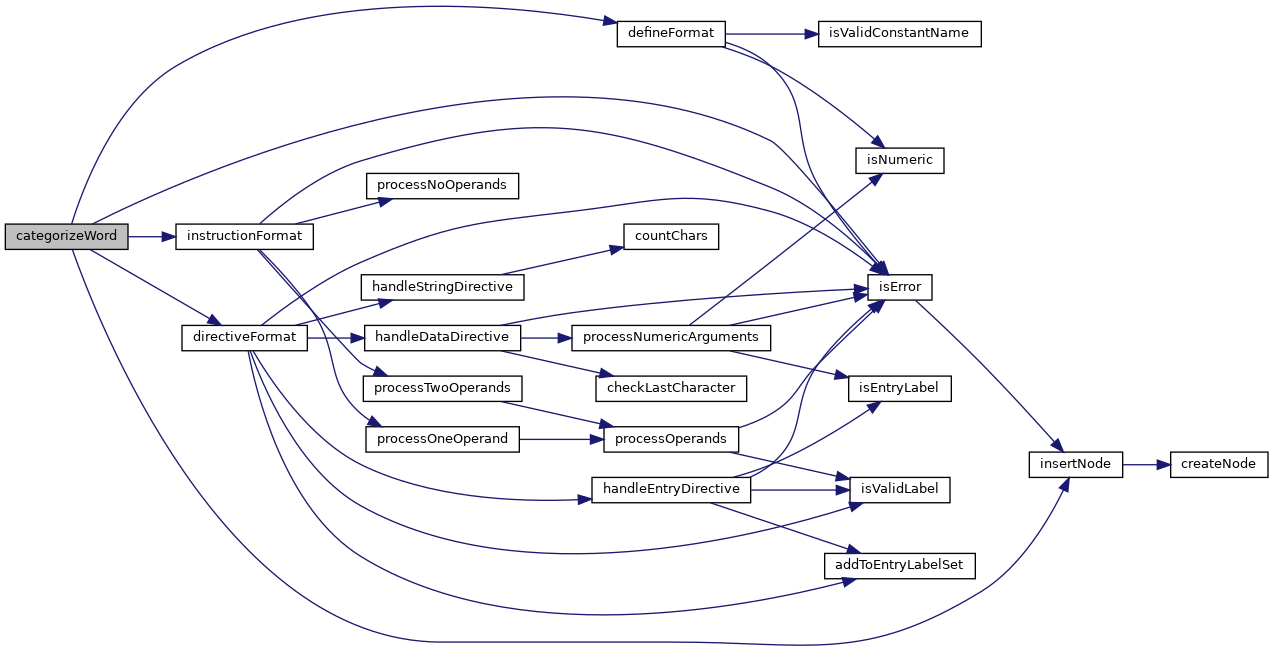 defineFormat
isValidConstantName
isNumeric
processNoOperands
categorizeWord
instructionFormat
countChars
handleStringDirective
isError
directiveFormat
handleDataDirective
processNumericArguments
processTwoOperands
checkLastCharacter
isEntryLabel
processOneOperand
processOperands
insertNode
createNode
handleEntryDirective
isValidLabel
addToEntryLabelSet